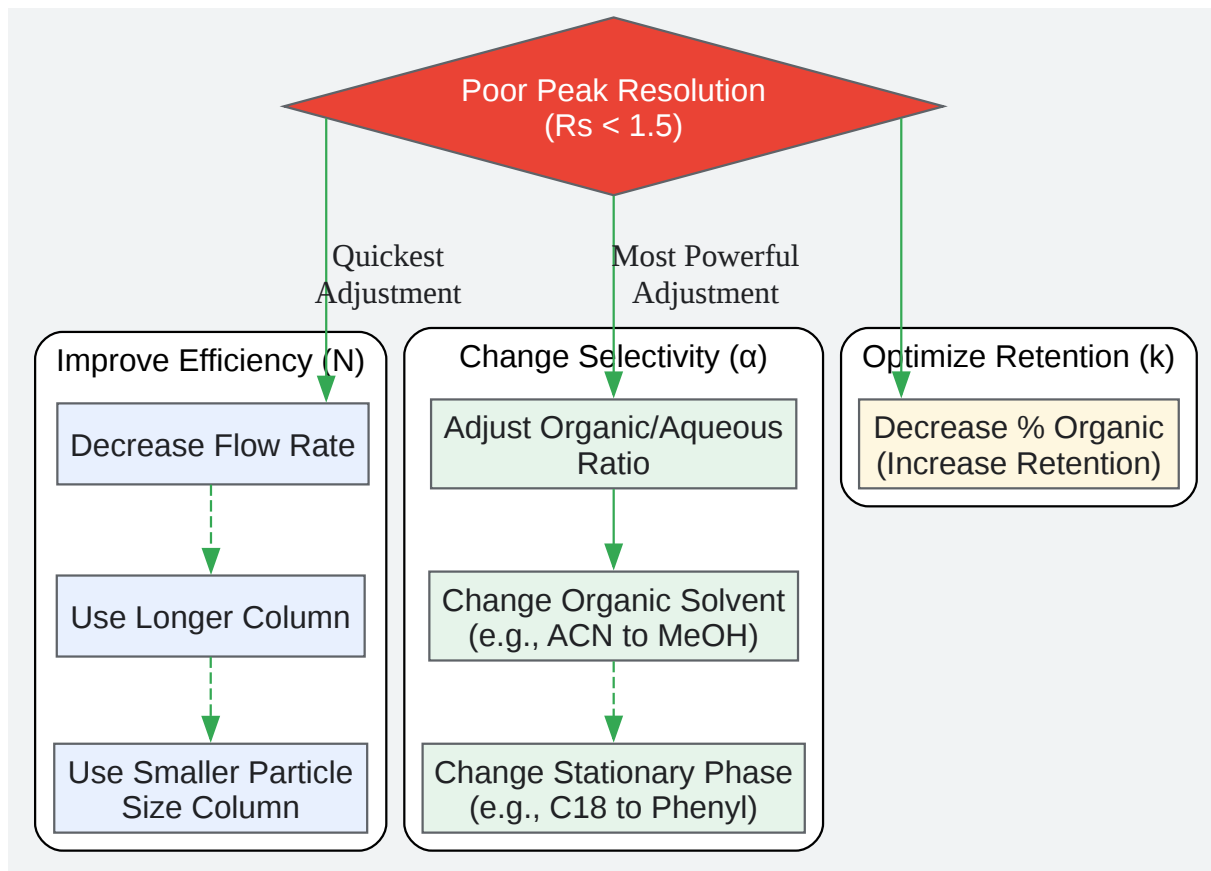 Poor Peak Resolution
(Rs < 1.5)
Quickest
Adjustment
Most Powerful
Adjustment
Improve Efficiency (N)
Decrease Flow Rate
Use Longer Column
Use Smaller Particle
Size Column
Change Selectivity (α)
Adjust Organic/Aqueous
Ratio
Change Organic Solvent
(e.g., ACN to MeOH)
Change Stationary Phase
(e.g., C18 to Phenyl)
Optimize Retention (k)
Decrease % Organic
(Increase Retention)